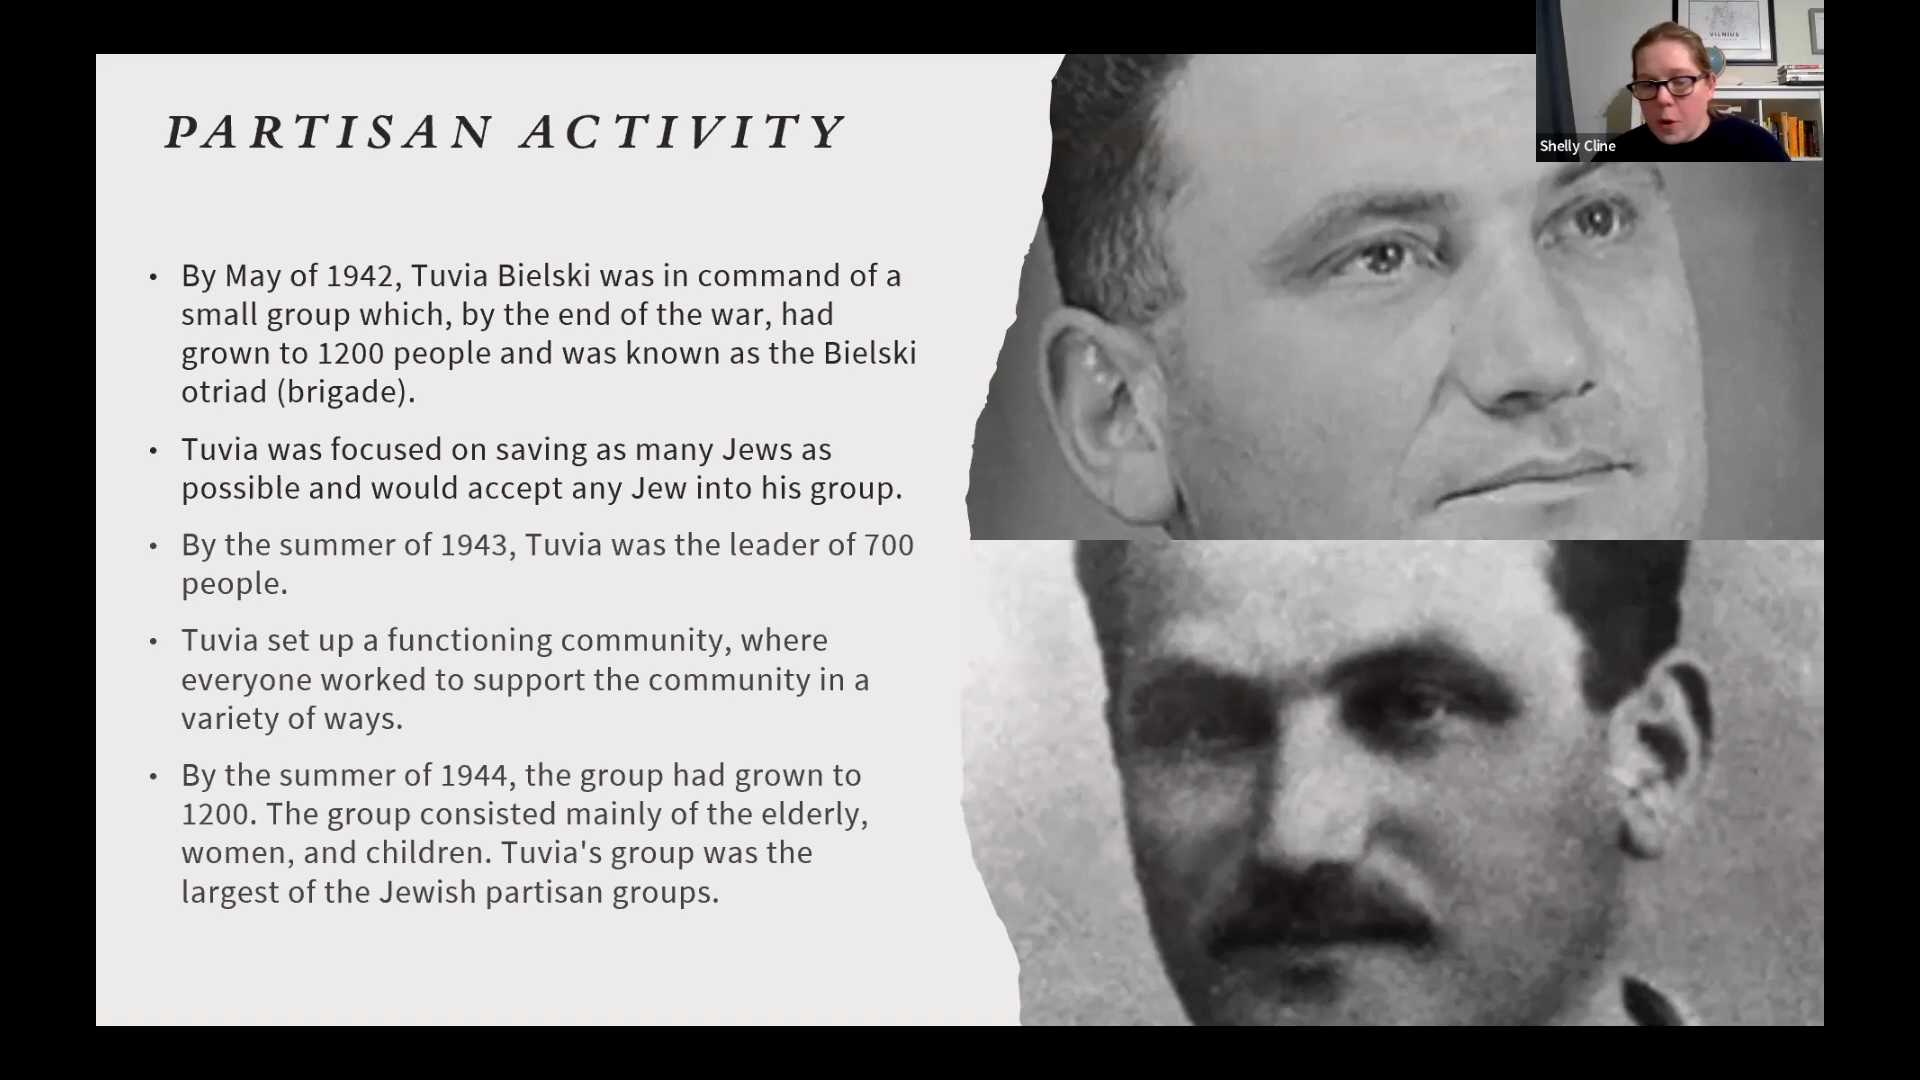 PARTISAN ACTIVITY
• By May of 1942, Tuvia Bielski was in command of a
small group which, by the end of the war, had
grown to 1200 people and was known as the Bielski
otriad (brigade).
• Tuvia was focused on saving as many Jews as
possible and would accept any Jew into his group.
• By the summer of 1943, Tuvia was the leader of 700
people.
• Tuvia set up a functioning community, where
everyone worked to support the community in a
variety of ways.
• By the summer of 1944, the group had grown to
1200. The group consisted mainly of the elderly,
women, and children. Tuvia's group was the
largest of the Jewish partisan groups.
VILNIUS
Shelly Cline